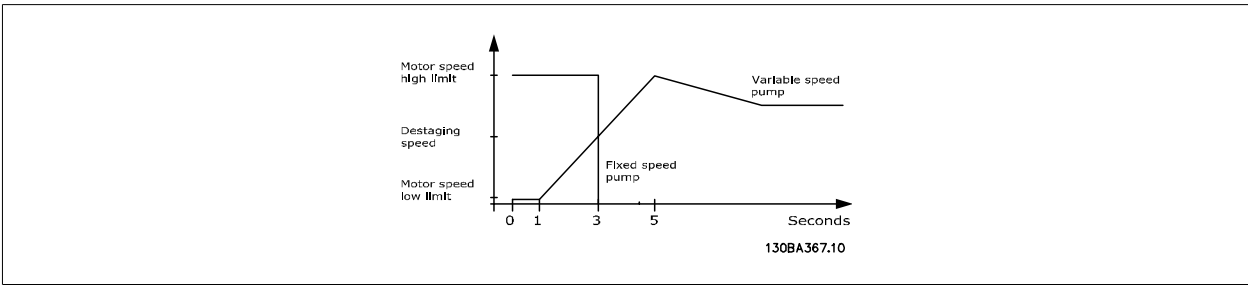 Motor speed
high limit
Variable speed
pump
Destaging
speed
Fixed speed
pump
Motor speed
low limit
0 1 3 5 Seconds
130BA367.10